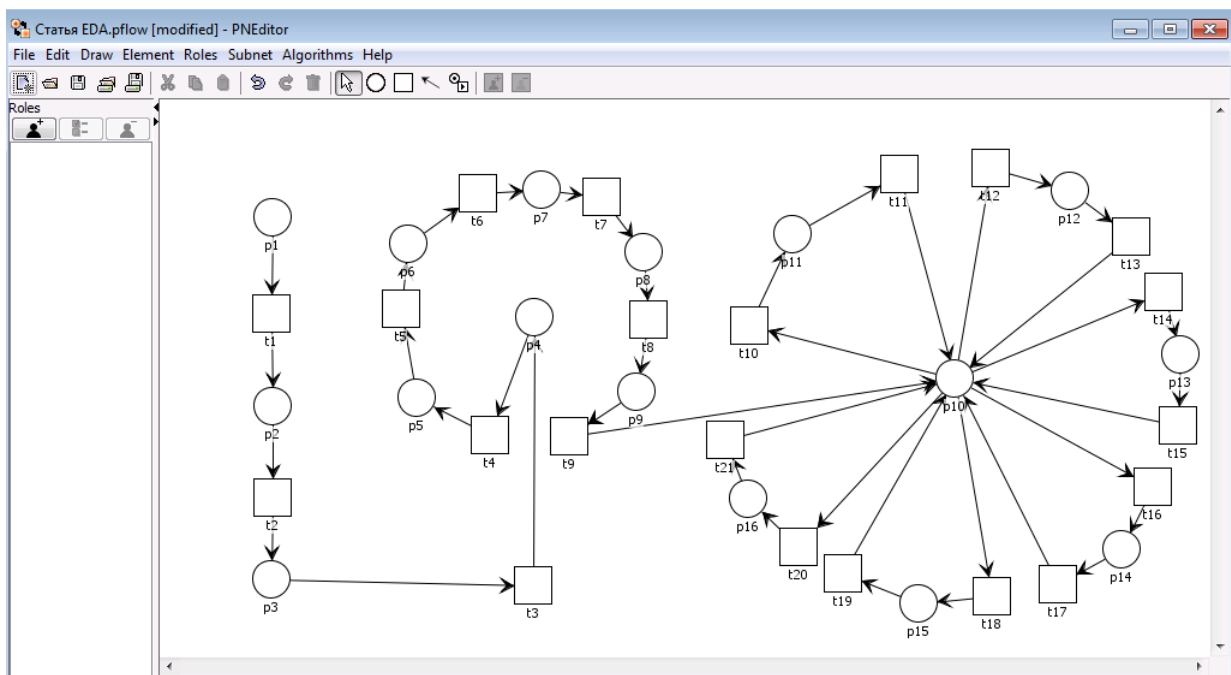 Статья EDA.pflow [modified] - PNEditor
File Edit Draw Element Roles Subnet Algorithms Help
Roles
t12
t11
t6
p7
t7
p12
p1
p6
p8
p11
t13
t14
t1
t5
p4
t8
t10
p13
p2
p5
p9
p10
t4
t9
t21
t15
t2
p16
t16
p3
t3
t20
t19
p15
t18
t17
p14